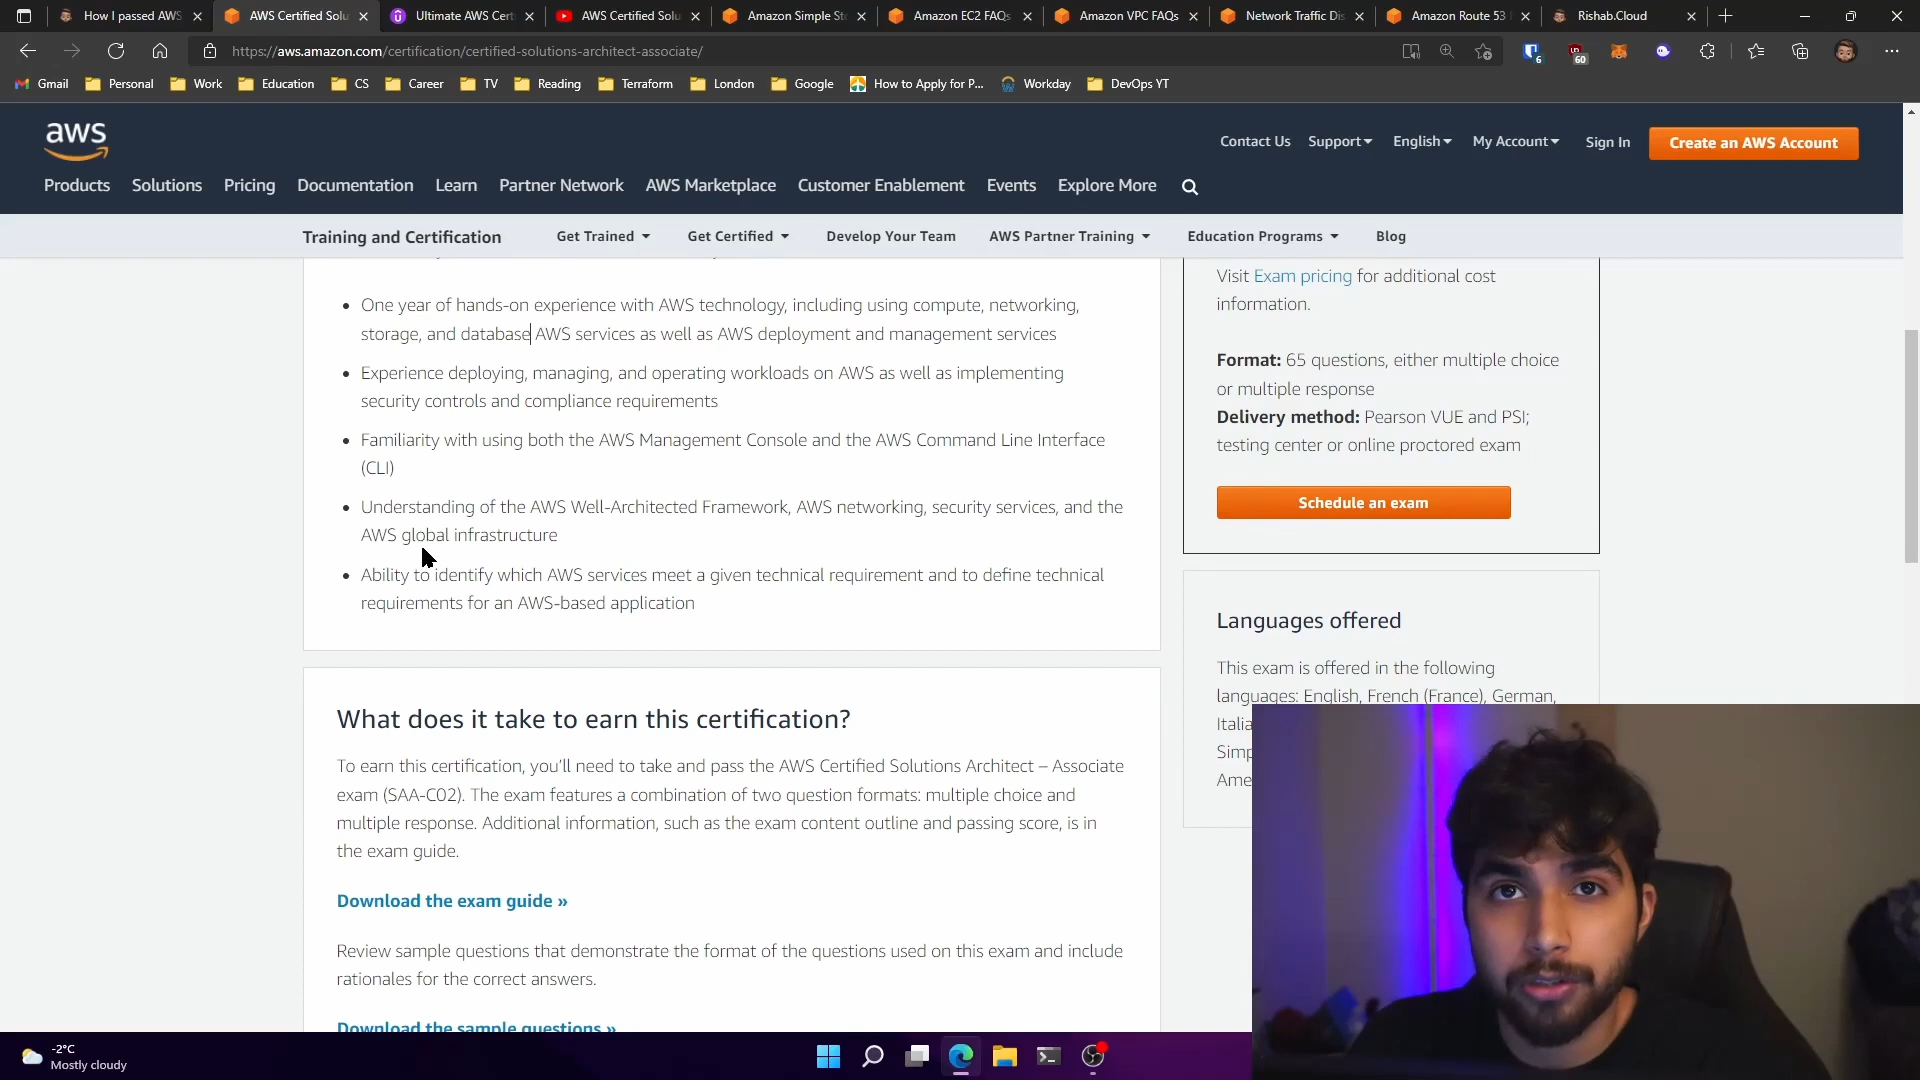 How I passed AWS
AWS Certified Solu
Ultimate AWS Cert
AWS Certified Solu
Amazon Simple St
Amazon EC2 FAQs
Amazon VPC FAQs
Network Traffic Dis
Amazon Route 53
Rishab.Cloud
https://aws.amazon.com/certification/certified-solutions-architect-associate/
6
60
Gmail
Personal
Work
Education
CS
Career
TV
Reading
Terraform
London
Google
How to Apply for P...
Workday
DevOps YT
aws
Contact Us
Support
English
My Account
Sign In
Create an AWS Account
Products
Solutions
Pricing
Documentation
Learn
Partner Network
AWS Marketplace
Customer Enablement
Events
Explore More
Training and Certification
Get Trained
Get Certified
Develop Your Team
AWS Partner Training
Education Programs
Blog
• One year of hands-on experience with AWS technology, including using compute, networking,
storage, and database AWS services as well as AWS deployment and management services
• Experience deploying, managing, and operating workloads on AWS as well as implementing
security controls and compliance requirements
• Familiarity with using both the AWS Management Console and the AWS Command Line Interface
(CLI)
• Understanding of the AWS Well-Architected Framework, AWS networking, security services, and the
AWS global infrastructure
• Ability to identify which AWS services meet a given technical requirement and to define technical
requirements for an AWS-based application
What does it take to earn this certification?
To earn this certification, you'll need to take and pass the AWS Certified Solutions Architect – Associate
exam (SAA-C02). The exam features a combination of two question formats: multiple choice and
multiple response. Additional information, such as the exam content outline and passing score, is in
the exam guide.
Download the exam guide »
Review sample questions that demonstrate the format of the questions used on this exam and include
rationales for the correct answers.
Download the sample questions »
Visit Exam pricing for additional cost
information.
Format: 65 questions, either multiple choice
or multiple response
Delivery method: Pearson VUE and PSI;
testing center or online proctored exam
Schedule an exam
Languages offered
This exam is offered in the following
languages: English, French (France), German,
Italia
Simp
Ame
-2°C
Mostly cloudy